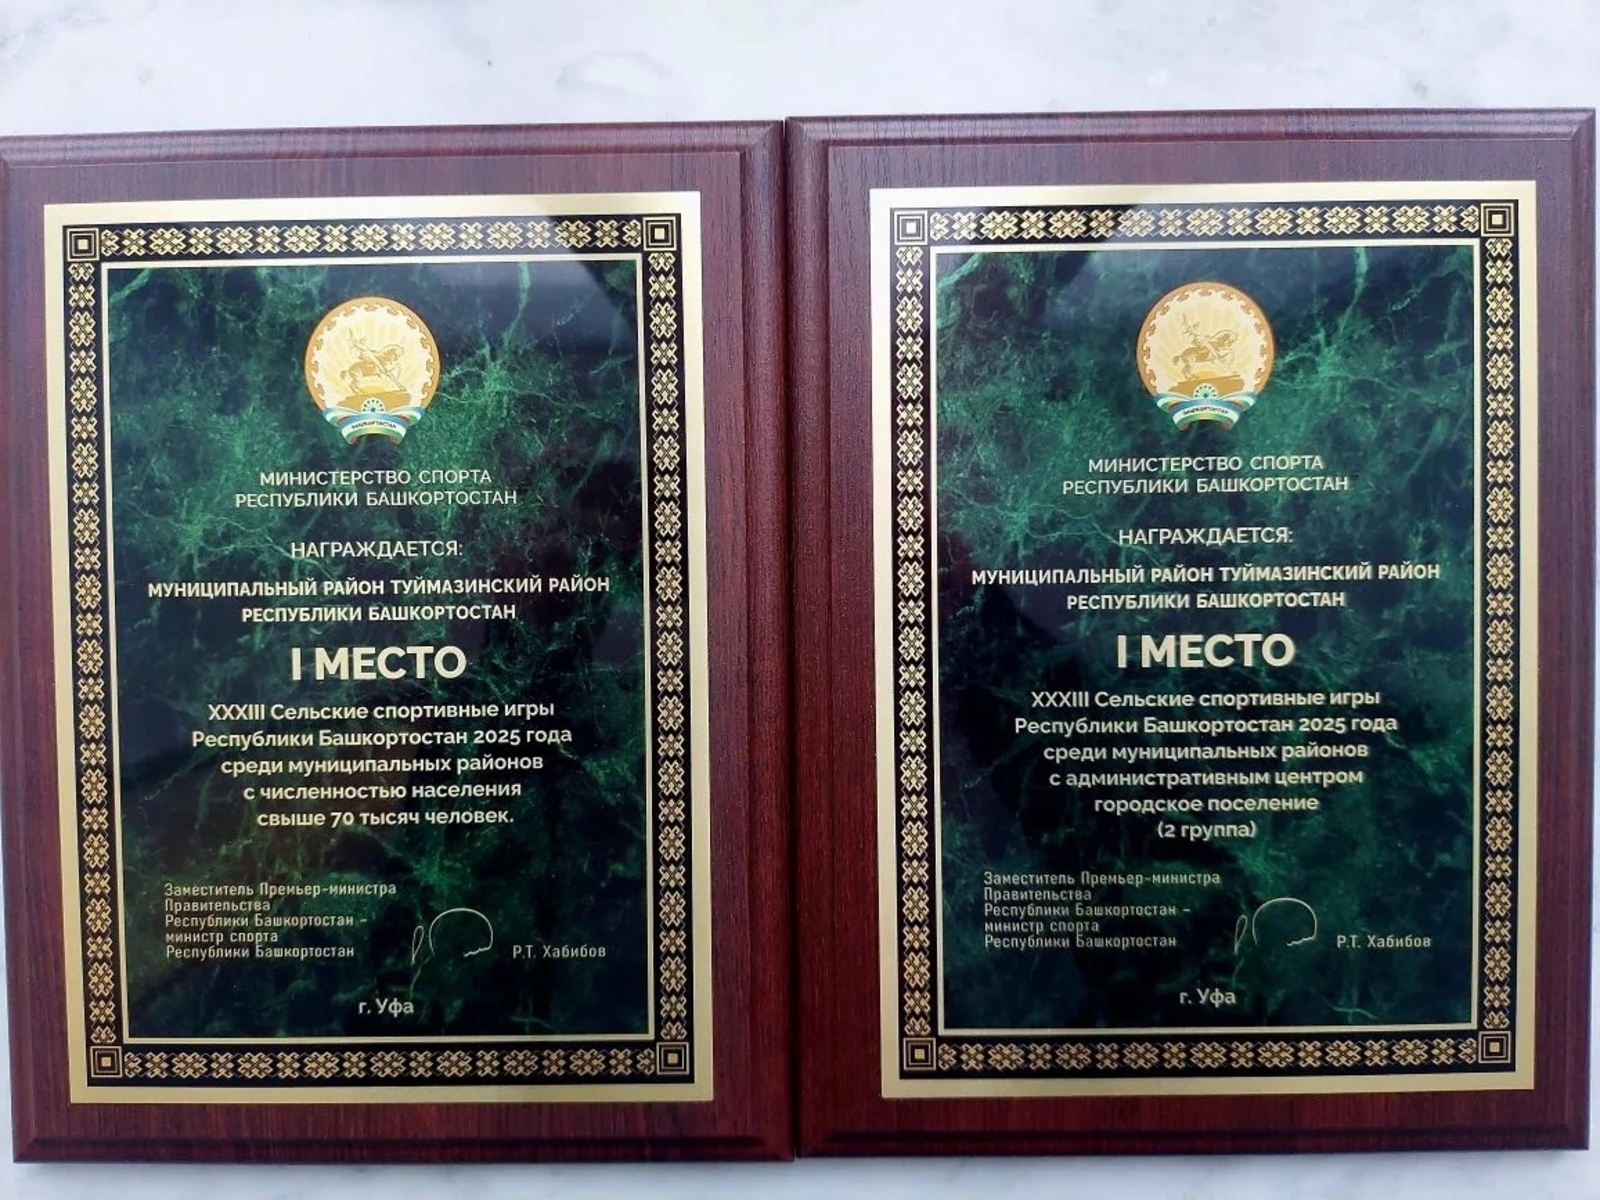 БАШКОРТОСТАН
МИНИСТЕРСТВО СПОРТА
РЕСПУБЛИКИ БАШКОРТОСТАН
НАГРАЖДАЕТСЯ:
МУНИЦИПАЛЬНЫЙ РАЙОН ТУЙМАЗИНСКИЙ РАЙОН
РЕСПУБЛИКИ БАШКОРТОСТАН
I МЕСТО
XXXIII Сельские спортивные игры
Республики Башкортостан 2025 года
среди муниципальных районов
с численностью населения
свыше 70 тысяч человек.
Заместитель Премьер-министра
Правительства
Республики Башкортостан –
министр спорта
Республики Башкортостан
Р.Т. Хабибов
г. Уфа
БАШКОРТОСТАН
МИНИСТЕРСТВО СПОРТА
РЕСПУБЛИКИ БАШКОРТОСТАН
НАГРАЖДАЕТСЯ:
МУНИЦИПАЛЬНЫЙ РАЙОН ТУЙМАЗИНСКИЙ РАЙОН
РЕСПУБЛИКИ БАШКОРТОСТАН
I МЕСТО
XXXIII Сельские спортивные игры
Республики Башкортостан 2025 года
среди муниципальных районов
с административным центром
городское поселение
(2 группа)
Заместитель Премьер-министра
Правительства
Республики Башкортостан –
министр спорта
Республики Башкортостан
Р.Т. Хабибов
г. Уфа